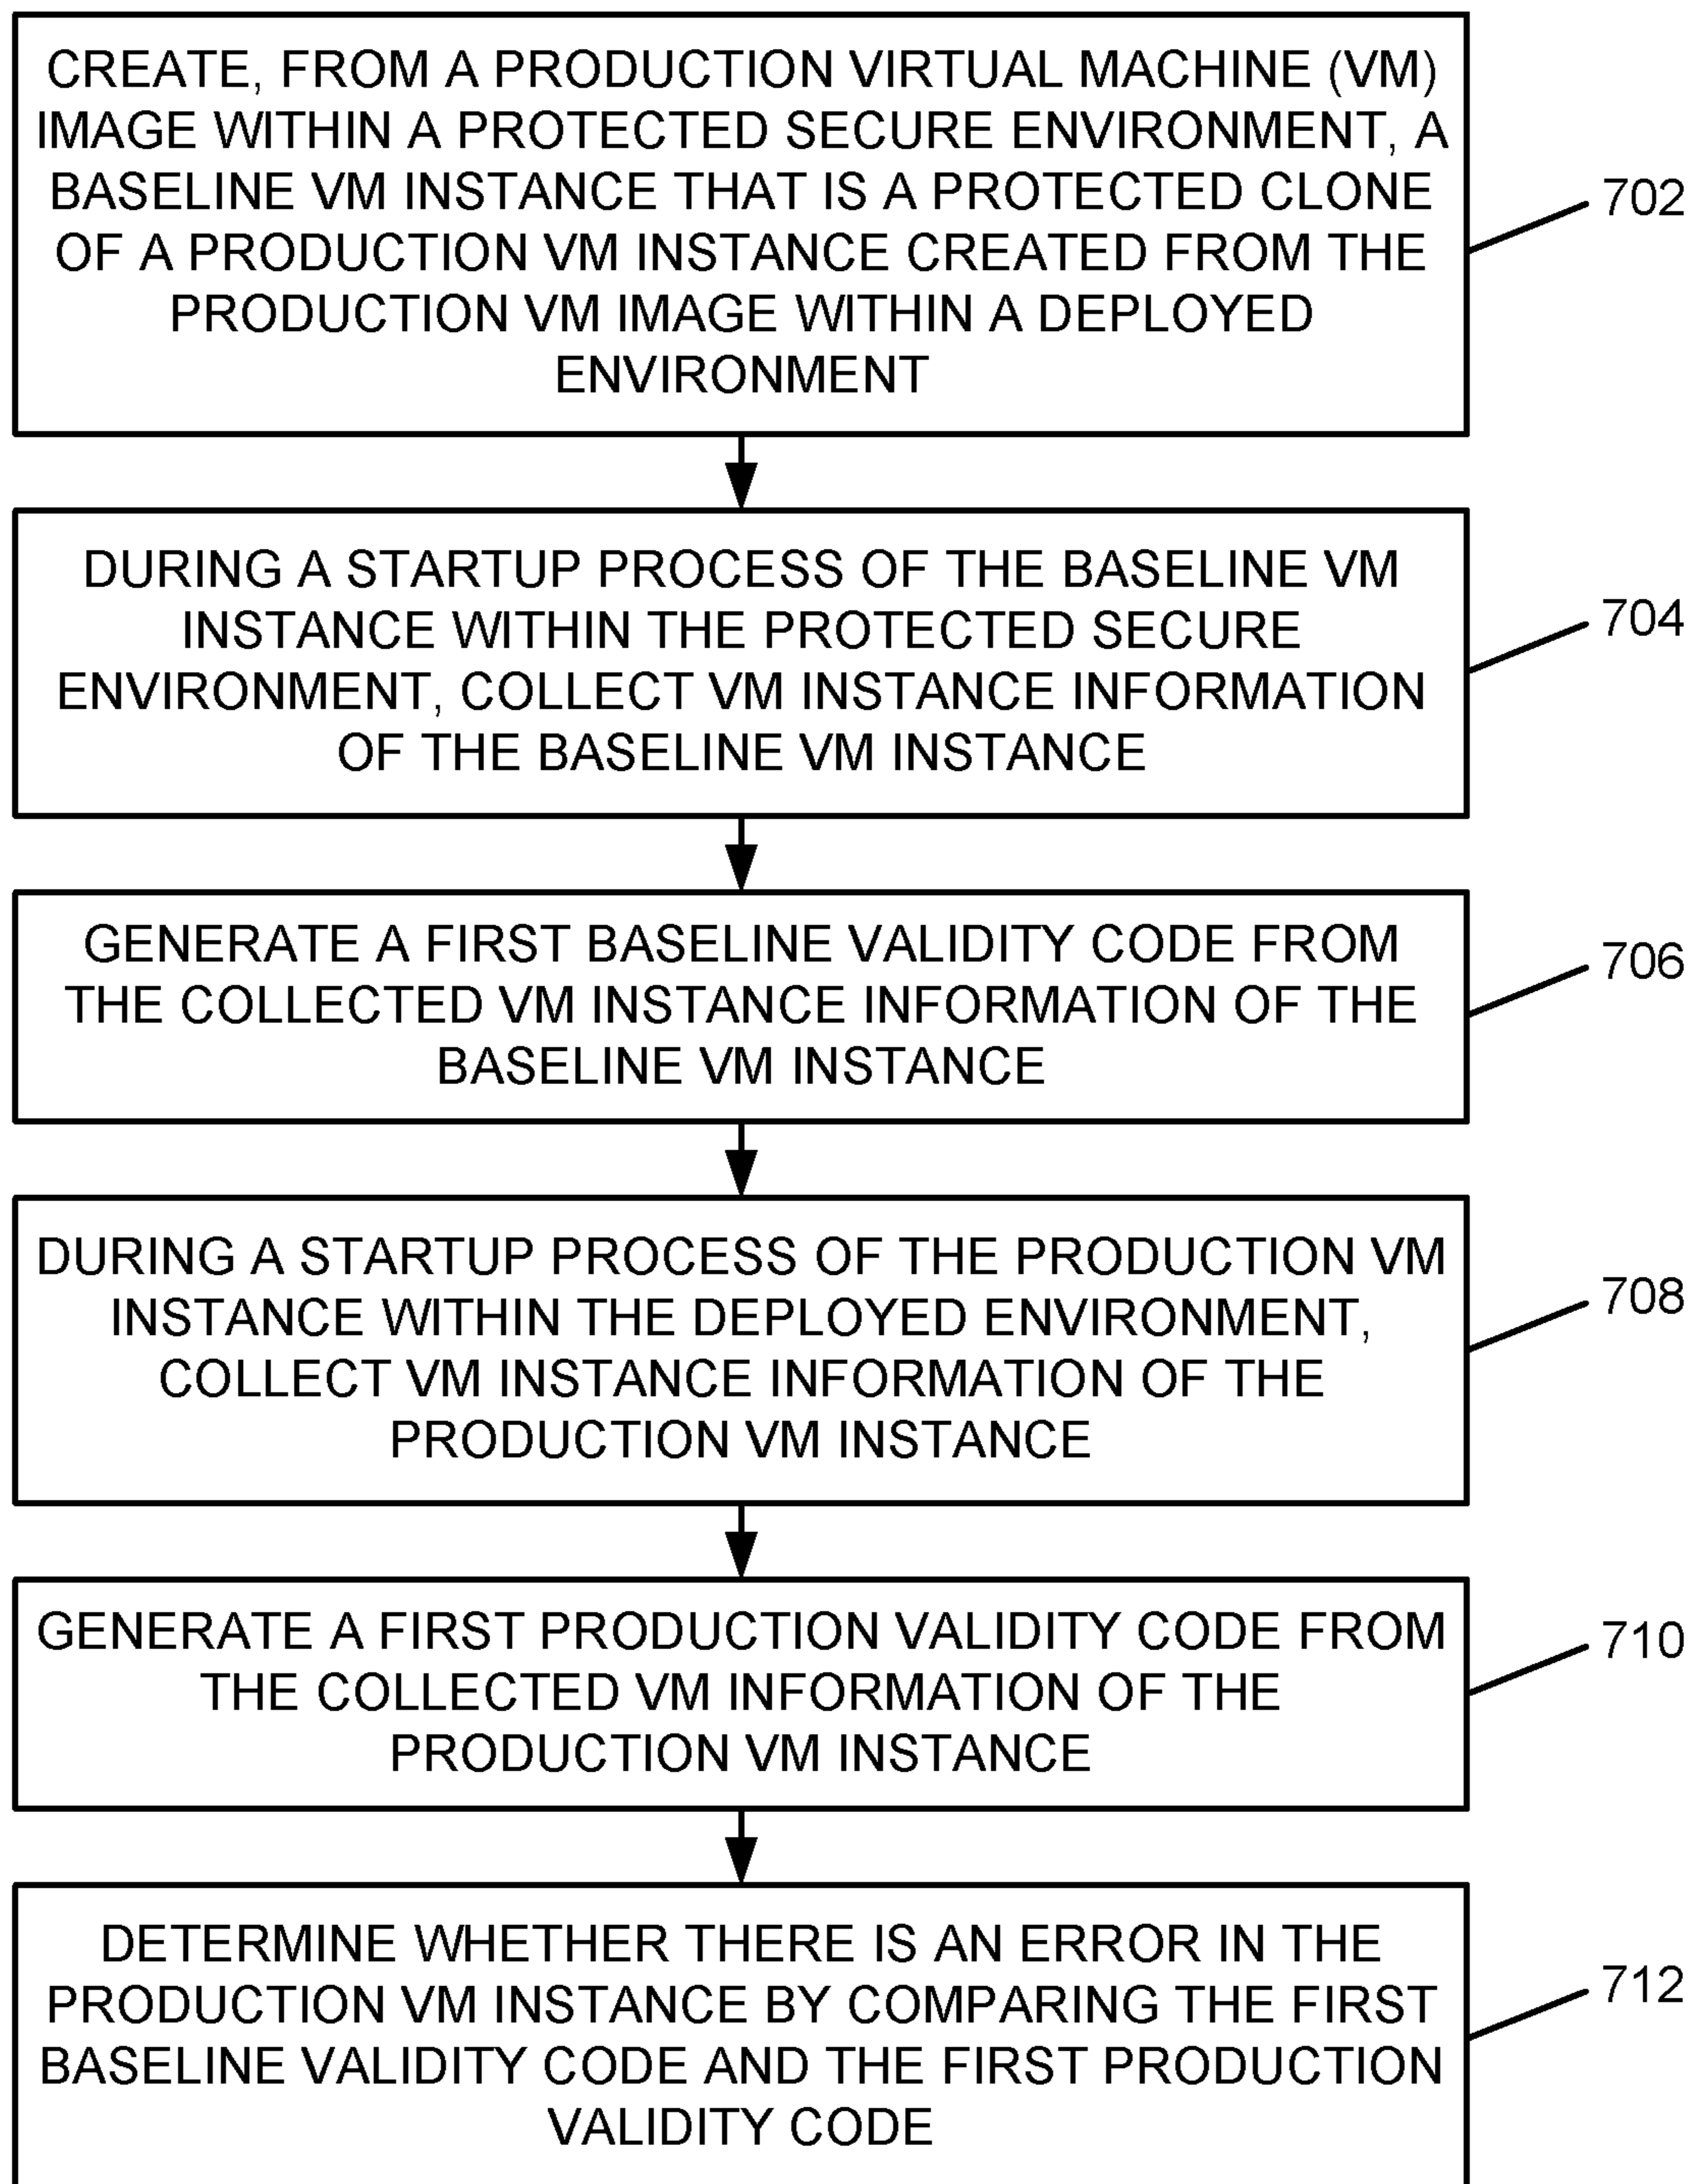 CREATE, FROM A PRODUCTION VIRTUAL MACHINE (VM)
IMAGE WITHIN A PROTECTED SECURE ENVIRONMENT, A
BASELINE VM INSTANCE THAT IS A PROTECTED CLONE
OF A PRODUCTION VM INSTANCE CREATED FROM THE
PRODUCTION VM IMAGE WITHIN A DEPLOYED
ENVIRONMENT
702
DURING A STARTUP PROCESS OF THE BASELINE VM
INSTANCE WITHIN THE PROTECTED SECURE
ENVIRONMENT, COLLECT VM INSTANCE INFORMATION
OF THE BASELINE VM INSTANCE
704
GENERATE A FIRST BASELINE VALIDITY CODE FROM
THE COLLECTED VM INSTANCE INFORMATION OF THE
BASELINE VM INSTANCE
706
DURING A STARTUP PROCESS OF THE PRODUCTION VM
INSTANCE WITHIN THE DEPLOYED ENVIRONMENT,
COLLECT VM INSTANCE INFORMATION OF THE
PRODUCTION VM INSTANCE
708
GENERATE A FIRST PRODUCTION VALIDITY CODE FROM
THE COLLECTED VM INFORMATION OF THE
PRODUCTION VM INSTANCE
710
DETERMINE WHETHER THERE IS AN ERROR IN THE
PRODUCTION VM INSTANCE BY COMPARING THE FIRST
BASELINE VALIDITY CODE AND THE FIRST PRODUCTION
VALIDITY CODE
712